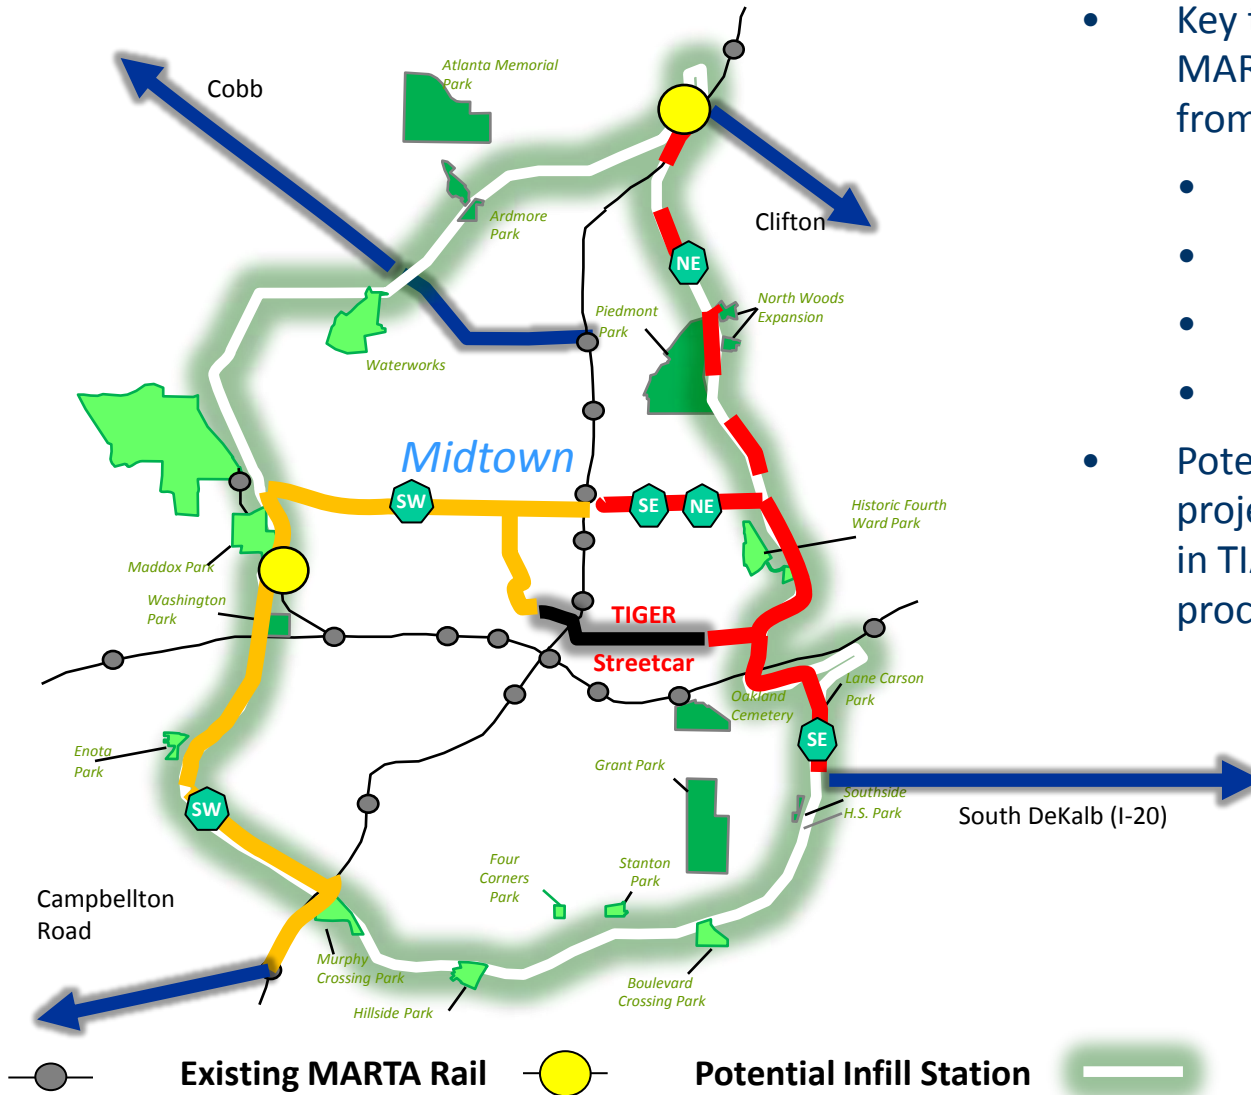 Key
MAR
from
Atlanta Memorial
Park
Cobb
Clifton
Ardmore
Park
NE
North Woods
Expansion
Piedmont
Park
Waterworks
Midtown
Pote
proje
in TIA
proc
SW
SE
NE
Historic Fourth
Ward Park
Maddox Park
Washington
Park
TIGER
Streetcar
Lane Carson
Park
Oakland
Cemetery
SE
Enota
Park
Grant Park
Southside
H.S. Park
South DeKalb (I-20)
SW
Four
Corners
Park
Stanton
Park
Campbellton
Road
Murphy
Crossing Park
Hillside Park
Boulevard
Crossing Park
Existing MARTA Rail
Potential Infill Station